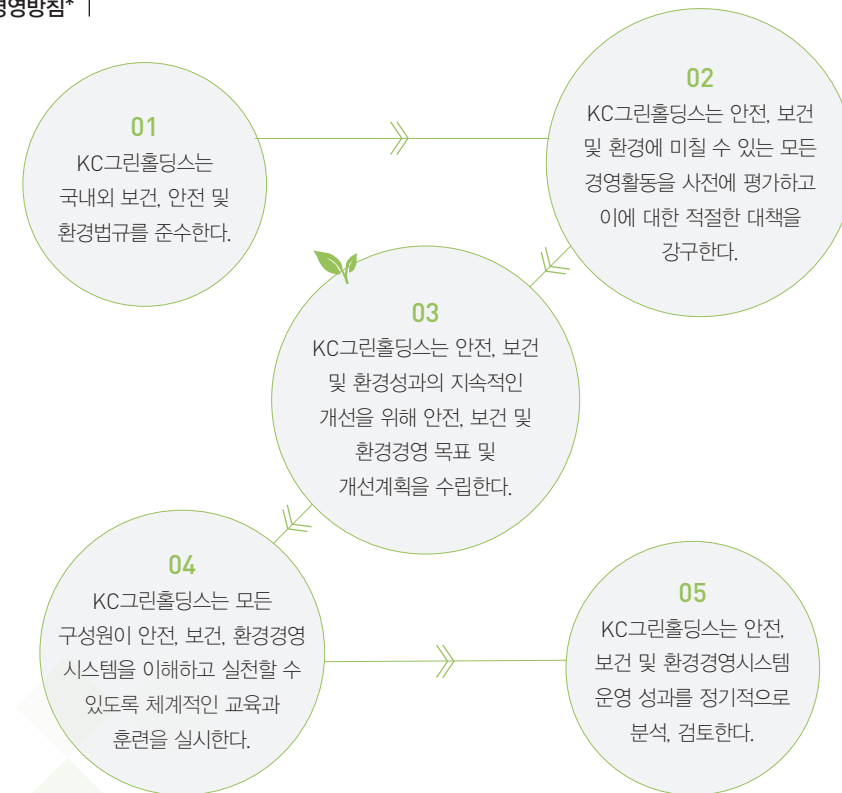 경영방침*
01
KC그린홀딩스는
국내외 보건, 안전 및
환경법규를 준수한다.
02
KC그린홀딩스는 안전, 보건
및 환경에 미칠 수 있는 모든
경영활동을 사전에 평가하고
이에 대한 적절한 대책을
강구한다.
03
KC그린홀딩스는 안전, 보건
및 환경성과의 지속적인
개선을 위해 안전, 보건 및
환경경영 목표 및
개선계획을 수립한다.
04
KC그린홀딩스는 모든
구성원이 안전, 보건, 환경경영
시스템을 이해하고 실천할 수
있도록 체계적인 교육과
훈련을 실시한다.
05
KC그린홀딩스는 안전,
보건 및 환경경영시스템
운영 성과를 정기적으로
분석, 검토한다.